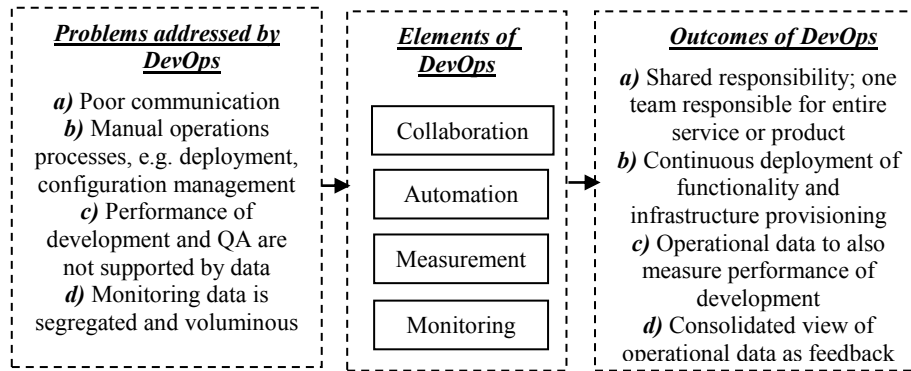 Problems addressed by
DevOps
a) Poor communication
b) Manual operations
processes, e.g. deployment,
configuration management
c) Performance of
development and QA are
not supported by data
d) Monitoring data is
segregated and voluminous
Elements of
DevOps
Collaboration
Automation
Measurement
Monitoring
Outcomes of DevOps
a) Shared responsibility; one
team responsible for entire
service or product
b) Continuous deployment of
functionality and
infrastructure provisioning
c) Operational data to also
measure performance of
development
d) Consolidated view of
operational data as feedback